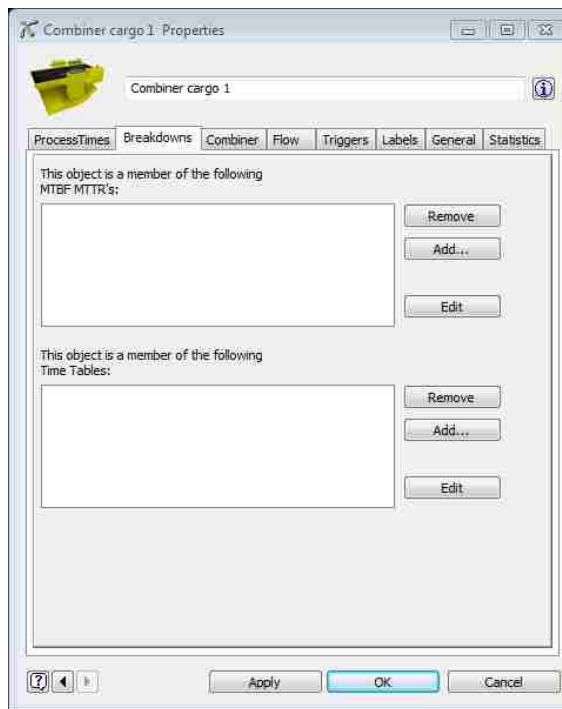 Combiner cargo 1 Properties
Combiner cargo 1
ProcessTimes Breakdowns Combiner Flow Triggers Labels General Statistics
This object is a member of the following
MTBF MTTR's:
Remove
Add...
Edit
This object is a member of the following
Time Tables:
Remove
Add...
Edit
Apply OK Cancel